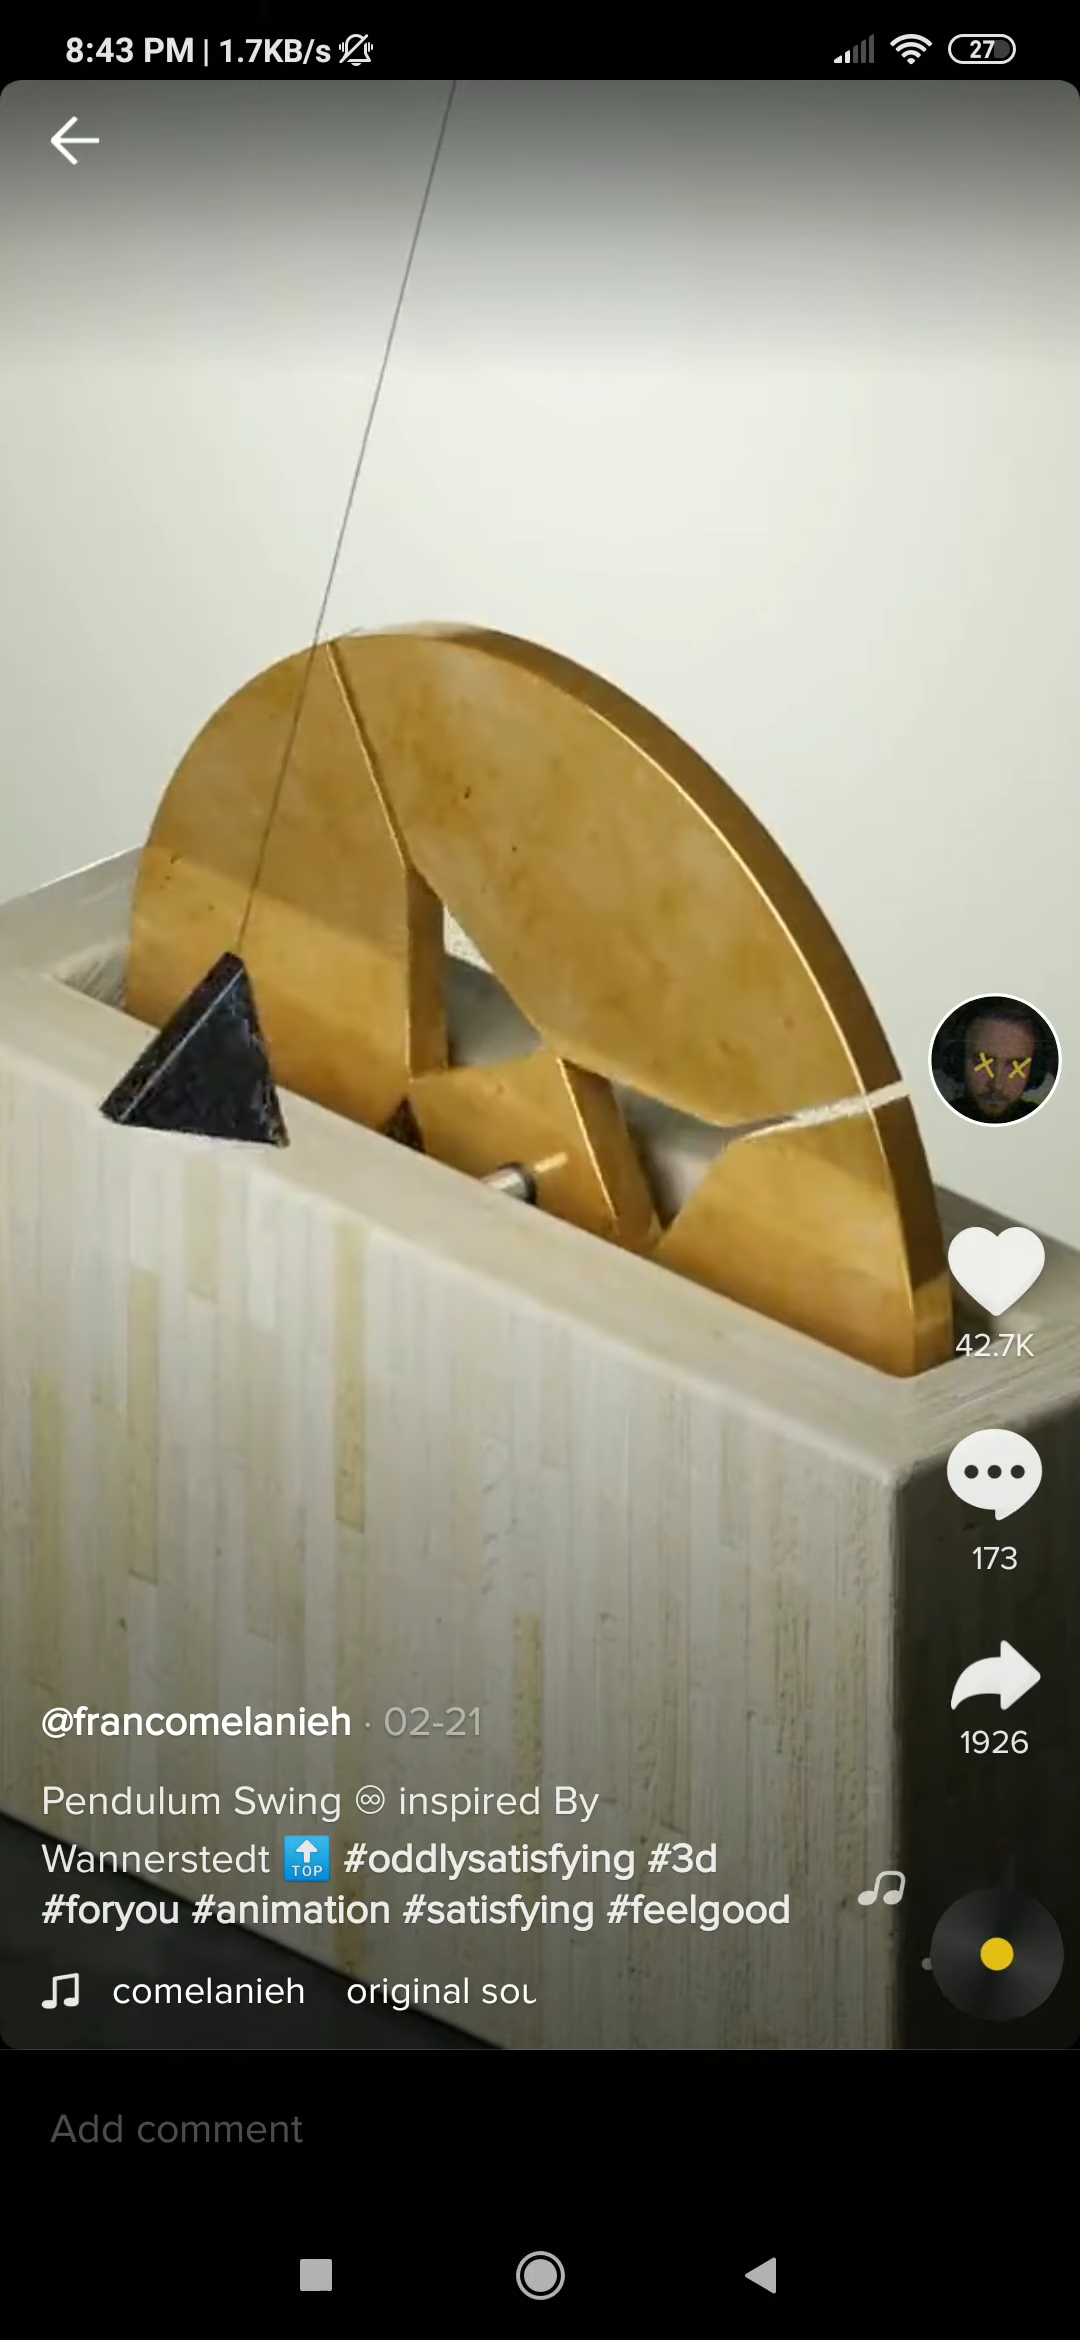 8:43 PM | 1.7KB/s
27
42.7K
173
1926
@francomelanieh · 02-21
Pendulum Swing ♾ inspired By
Wannerstedt 🔝 #oddlysatisfying #3d
#foryou #animation #satisfying #feelgood
comelanieh original sou
Add comment